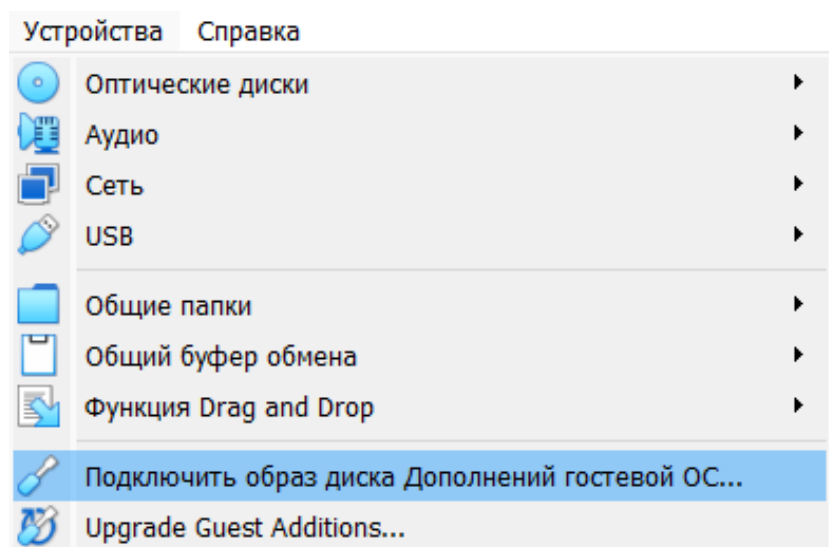 Устройства Справка
Оптические диски
Аудио
Сеть
USB
Общие папки
Общий буфер обмена
Функция Drag and Drop
Подключить образ диска Дополнений гостевой ОС...
Upgrade Guest Additions...